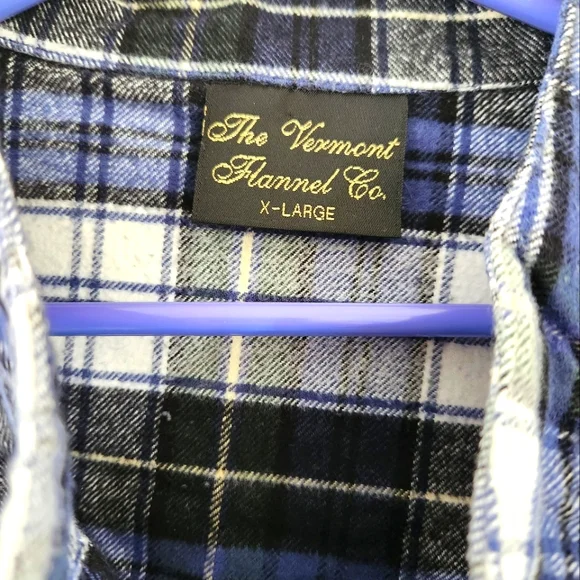 The Vermont
Flannel Co.
X-LARGE